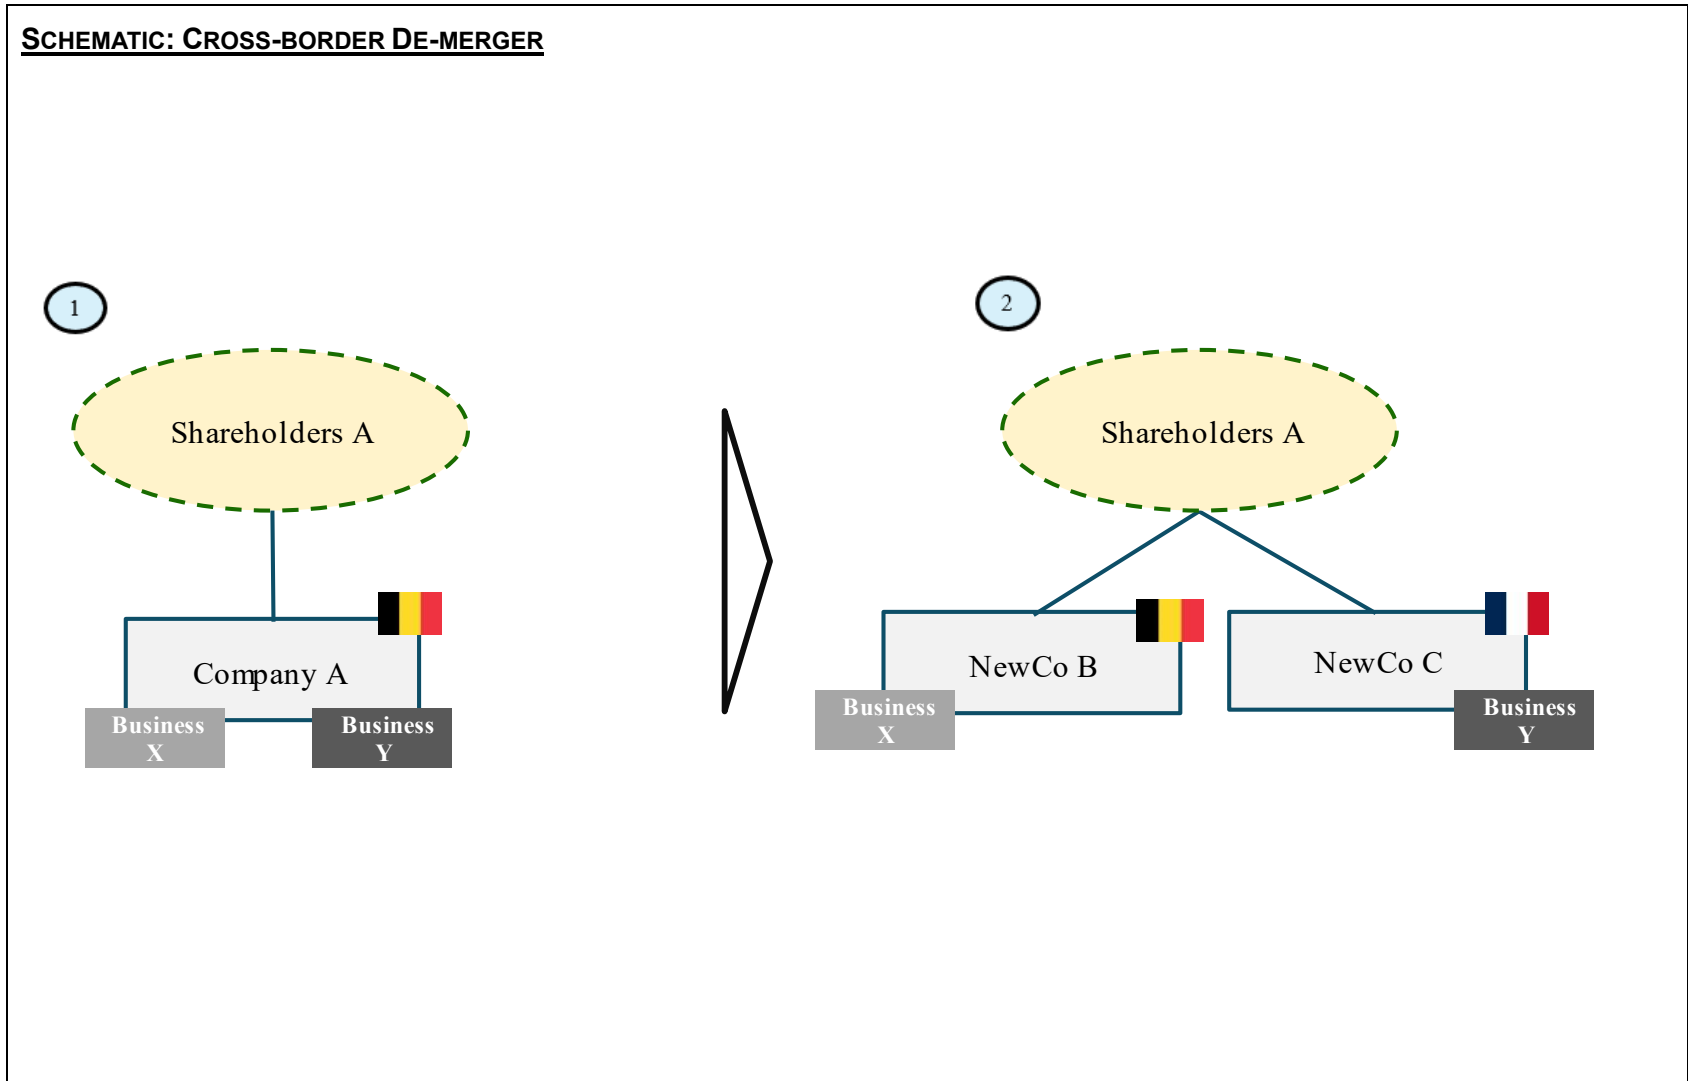 SCHEMATIC: CROSS-BORDER DE-MERGER
1
2
Shareholders A
Shareholders A
Company A
NewCo B
NewCo C
Business
X
Business
Y
Business
X
Business
Y